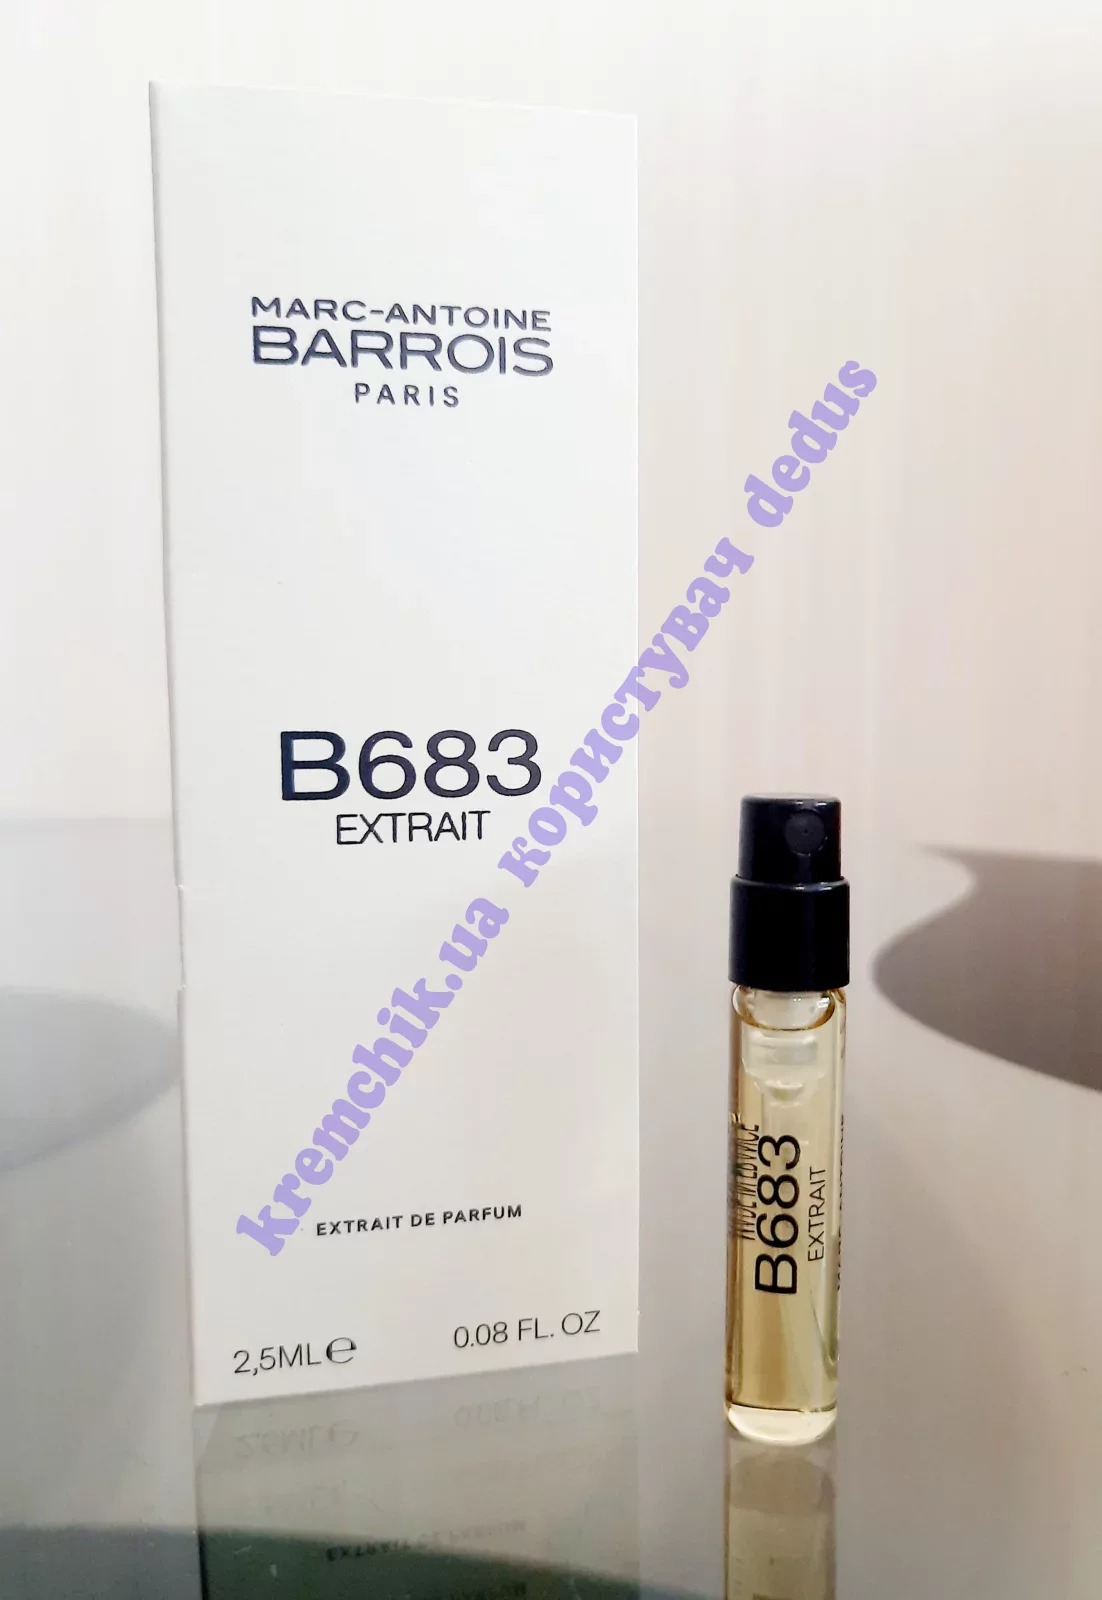 MARC-ANTOINE
BARROIS
PARIS
B683
EXTRAIT
EXTRAIT DE PARFUM
2,5ML℮
0.08 FL. OZ
kremchik.ua користувач dedus
B683
EXTRAIT